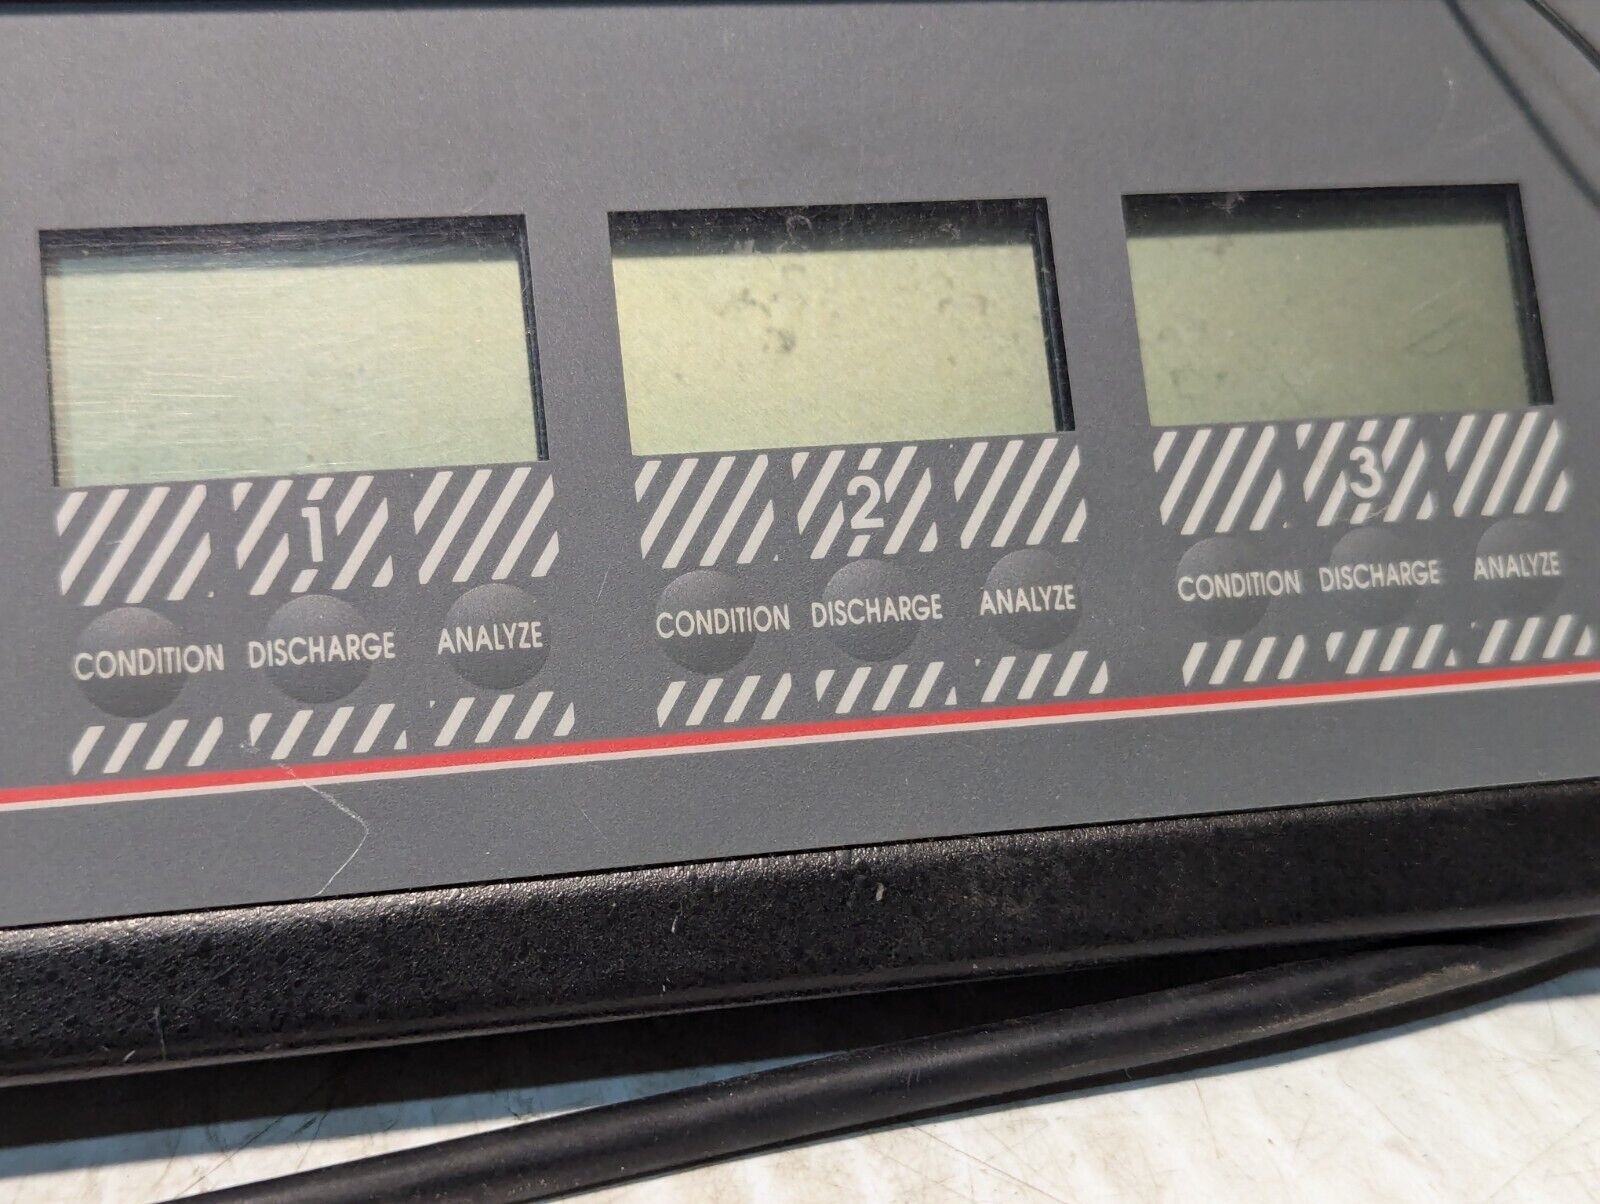 1
CONDITION DISCHARGE ANALYZE
2
CONDITION DISCHARGE ANALYZE
3
CONDITION DISCHARGE ANALYZE